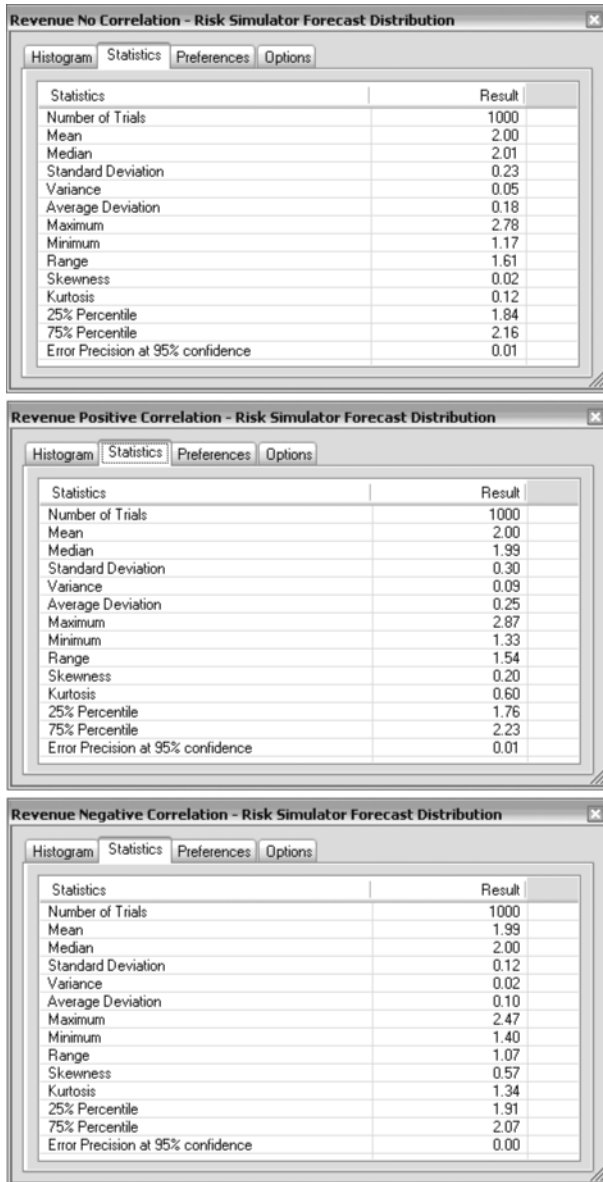 Revenue No Correlation - Risk Simulator Forecast Distribution
Histogram Statistics Preferences Options
Statistics Result
Number of Trials 1000
Mean 2.00
Median 2.01
Standard Deviation 0.23
Variance 0.05
Average Deviation 0.18
Maximum 2.78
Minimum 1.17
Range 1.61
Skewness 0.02
Kurtosis 0.12
25% Percentile 1.84
75% Percentile 2.16
Error Precision at 95% confidence 0.01
Revenue Positive Correlation - Risk Simulator Forecast Distribution
Histogram Statistics Preferences Options
Statistics Result
Number of Trials 1000
Mean 2.00
Median 1.99
Standard Deviation 0.30
Variance 0.09
Average Deviation 0.25
Maximum 2.87
Minimum 1.33
Range 1.54
Skewness 0.20
Kurtosis 0.60
25% Percentile 1.76
75% Percentile 2.23
Error Precision at 95% confidence 0.01
Revenue Negative Correlation - Risk Simulator Forecast Distribution
Histogram Statistics Preferences Options
Statistics Result
Number of Trials 1000
Mean 1.99
Median 2.00
Standard Deviation 0.12
Variance 0.02
Average Deviation 0.10
Maximum 2.47
Minimum 1.40
Range 1.07
Skewness 0.57
Kurtosis 1.34
25% Percentile 1.91
75% Percentile 2.07
Error Precision at 95% confidence 0.00